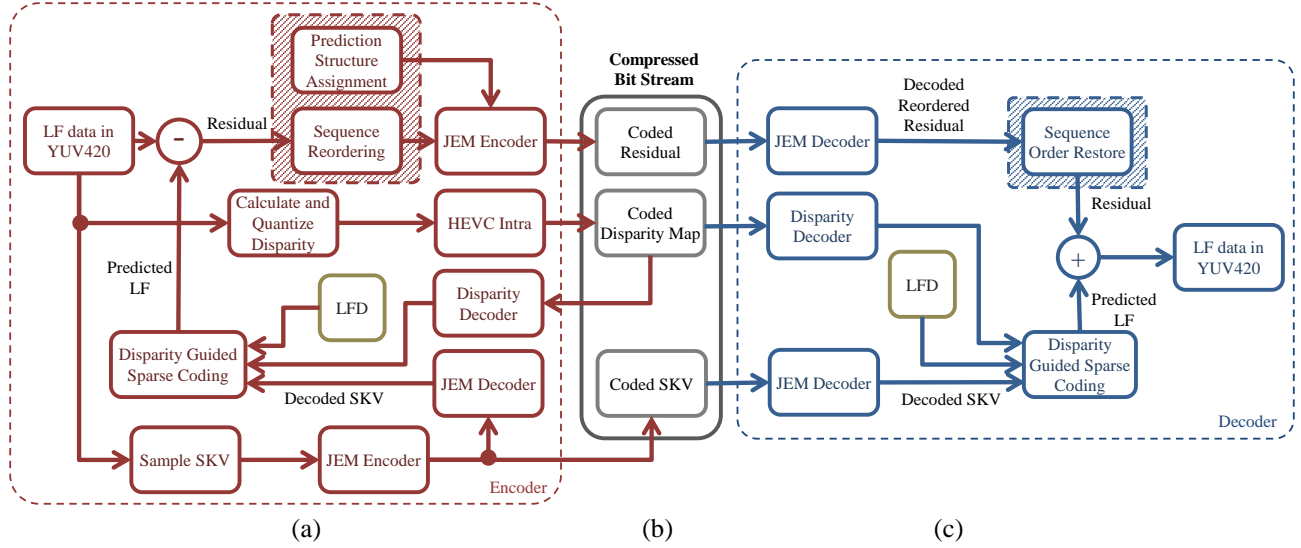 Prediction
Structure
Assignment
Compressed
Bit Stream
LF data in
YUV420
−
Residual
Sequence
Reordering
JEM Encoder
Coded
Residual
JEM Decoder
Decoded
Reordered
Residual
Sequence
Order Restore
Calculate and
Quantize
Disparity
HEVC Intra
Coded
Disparity Map
Disparity
Decoder
Residual
+
LF data in
YUV420
Predicted
LF
LFD
Disparity
Decoder
LFD
Predicted
LF
Disparity Guided
Sparse Coding
JEM Decoder
Decoded SKV
Coded SKV
JEM Decoder
Decoded SKV
Disparity
Guided Sparse
Coding
Sample SKV
JEM Encoder
Encoder
Decoder
(a)
(b)
(c)